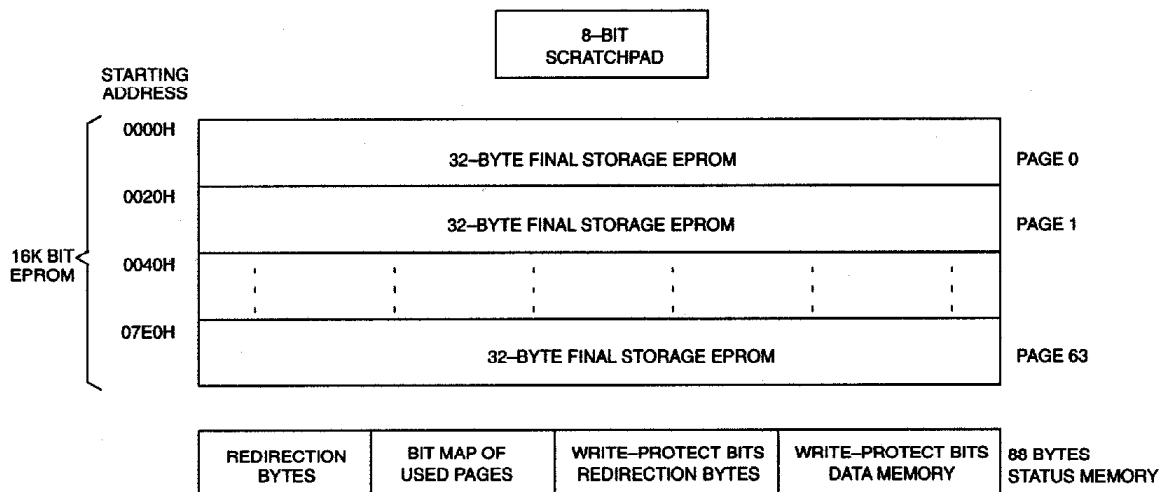 8-BIT
SCRATCHPAD
STARTING
ADDRESS
0000H
32-BYTE FINAL STORAGE EPROM
PAGE 0
0020H
32-BYTE FINAL STORAGE EPROM
PAGE 1
16K BIT
EPROM
0040H
07E0H
32-BYTE FINAL STORAGE EPROM
PAGE 63
REDIRECTION
BYTES
BIT MAP OF
USED PAGES
WRITE-PROTECT BITS
REDIRECTION BYTES
WRITE-PROTECT BITS
DATA MEMORY
88 BYTES
STATUS MEMORY